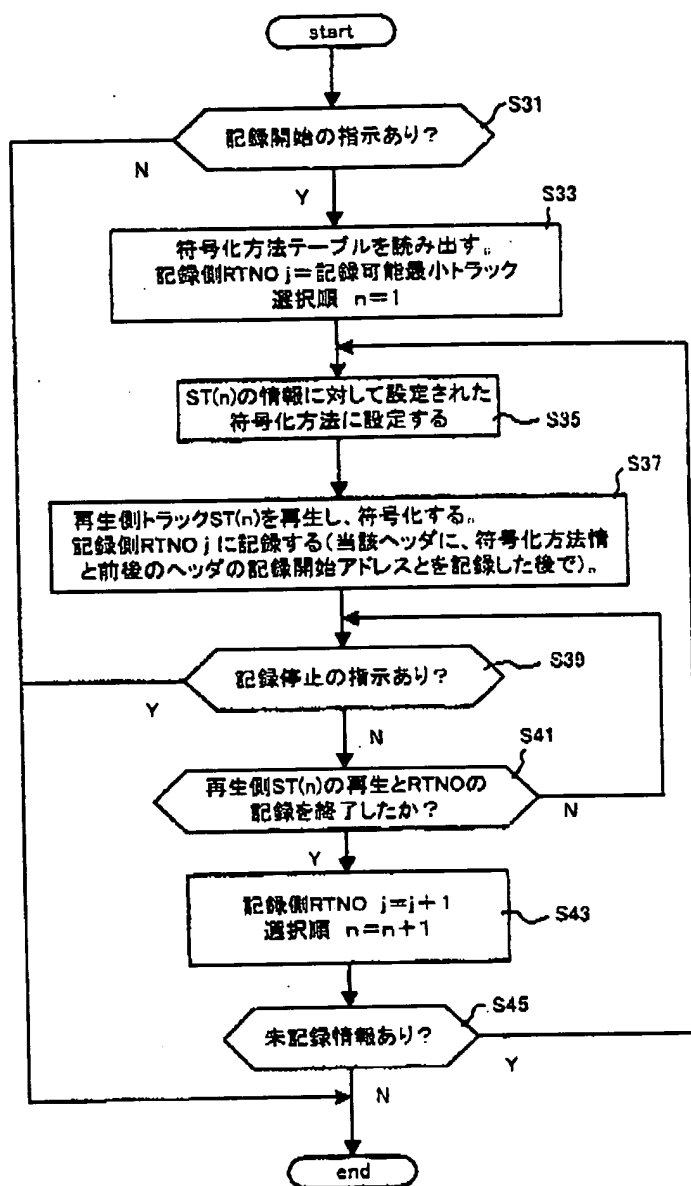 start
S31
記録開始の指示あり?
N
Y
S33
符号化方法テーブルを読み出す。
記録側RTNO j=記録可能最小トラック
選択順 n=1
ST(n)の情報に対して設定された
符号化方法に設定する
S35
S37
再生側トラックST(n)を再生し、符号化する。
記録側RTNO jに記録する(当該ヘッダに、符号化方法情
と前後のヘッダの記録開始アドレスとを記録した後で)。
記録停止の指示あり?
S39
Y
N
S41
再生側ST(n)の再生とRTNOの
記録を終了したか?
N
Y
記録側RTNO j=j+1
選択順 n=n+1
S43
S45
未記録情報あり?
Y
N
end